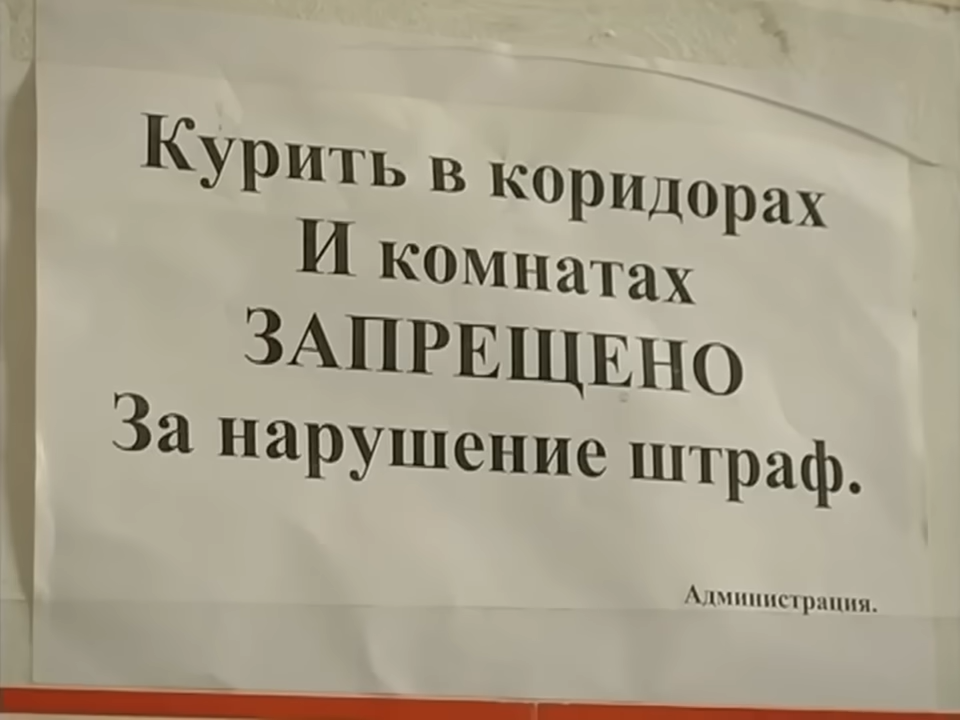 Курить в коридорах
И комнатах
ЗАПРЕЩЕНО
За нарушение штраф.
Администрация.